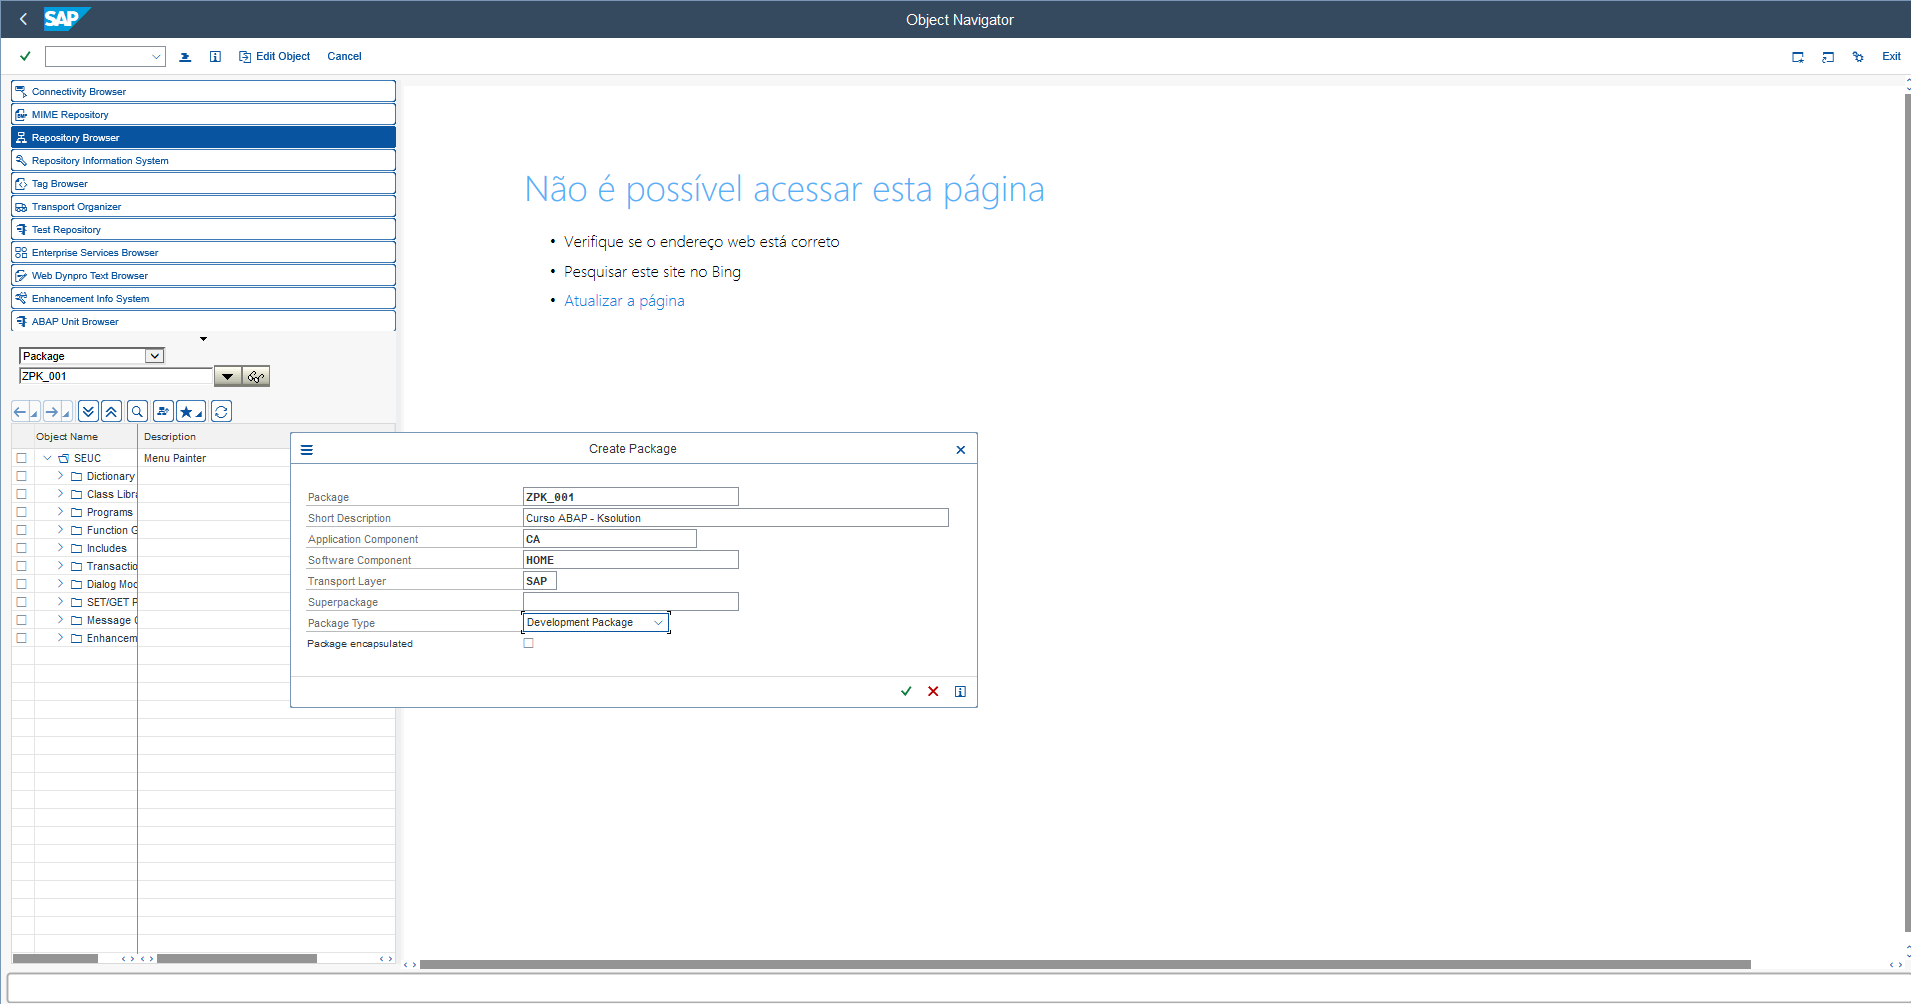 SAP
Object Navigator
Edit Object
Cancel
Exit
Connectivity Browser
MIME Repository
Repository Browser
Repository Information System
Tag Browser
Transport Organizer
Test Repository
Enterprise Services Browser
Web Dynpro Text Browser
Enhancement Info System
ABAP Unit Browser
Package
ZPK_001
Object Name Description
SEUC Menu Painter
Dictionary
Class Libra
Programs
Function G
Includes
Transactio
Dialog Mod
SET/GET P
Message C
Enhancem
Não é possível acessar esta página
• Verifique se o endereço web está correto
• Pesquisar este site no Bing
• Atualizar a página
Create Package
Package ZPK_001
Short Description Curso ABAP - Ksolution
Application Component CA
Software Component HOME
Transport Layer SAP
Superpackage
Package Type Development Package
Package encapsulated